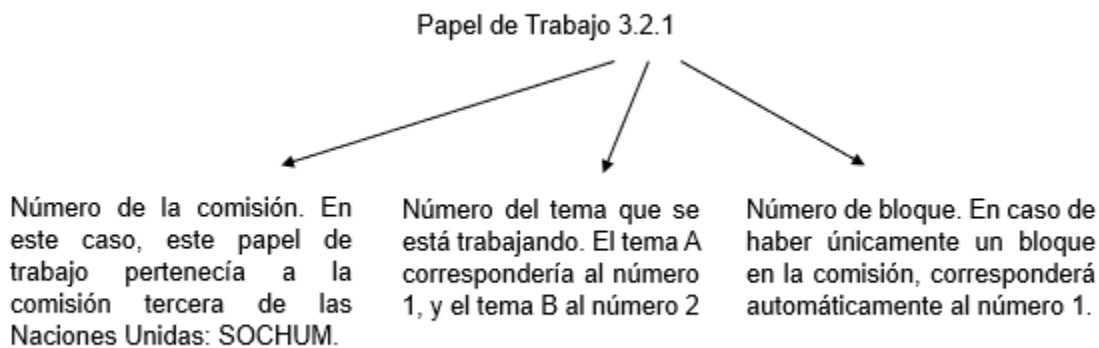 Papel de Trabajo 3.2.1
Número de la comisión. En
este caso, este papel de
trabajo pertenecía a la
comisión tercera de las
Naciones Unidas: SOCHUM.
Número del tema que se
está trabajando. El tema A
correspondería al número
1, y el tema B al número 2
Número de bloque. En caso de
haber únicamente un bloque
en la comisión, corresponderá
automáticamente al número 1.